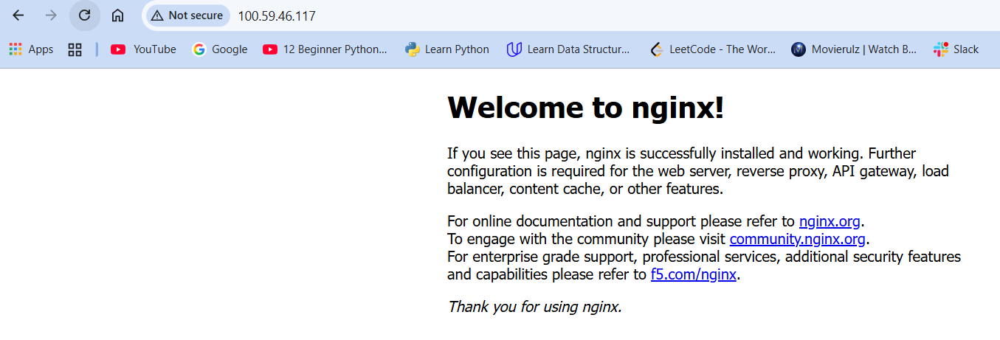 Not secure 100.59.46.117
Apps YouTube Google 12 Beginner Python... Learn Python Learn Data Structur... LeetCode - The Wor... Movierulz | Watch B... Slack
Welcome to nginx!
If you see this page, nginx is successfully installed and working. Further
configuration is required for the web server, reverse proxy, API gateway, load
balancer, content cache, or other features.
For online documentation and support please refer to nginx.org.
To engage with the community please visit community.nginx.org.
For enterprise grade support, professional services, additional security features
and capabilities please refer to f5.com/nginx.
Thank you for using nginx.